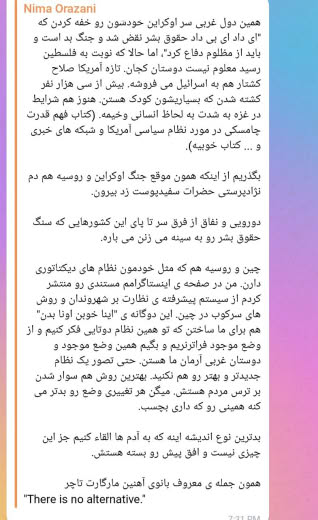 Nima Orazani
همین دول غربی سر اوکراین خودشون رو خفه کردن که
"ای داد ای بی داد حقوق بشر نقض شد و جنگ بد است و
باید از مظلوم دفاع کرد"، اما حالا که نوبت به فلسطین
رسید معلوم نیست دوستان کجان. تازه آمریکا صلاح
کشتار هم به اسرائیل می فروشه. بیش از سی هزار نفر
کشته شدن که بسیاریشون کودک هستن. هنوز هم شرایط
در غزه به شدت به لحاظ انسانی وخیمه. (کتاب فهم قدرت
چامسکی در مورد نظام سیاسی آمریکا و شبکه های خبری
و ... کتاب خوبیه).
بگذریم از اینکه همون موقع جنگ اوکراین و روسیه هم دم
نژادپرستی حضرات سفیدپوست زد بیرون.
دورویی و نفاق از فرق سر تا پای این کشورهایی که سنگ
حقوق بشر رو به سینه می زنن می باره.
چین و روسیه هم که مثل خودمون نظام های دیکتاتوری
دارن. من در صفحه ی اینستاگرامم مستندی رو منتشر
کردم از سیستم پیشرفته ی نظارت بر شهروندان و روش
های سرکوب در چین. این دوگانه ی "اینا خوبن اونا بدن"
هم برای ما ساختن که تو همین نظام دوتایی فکر کنیم و از
وضع موجود فراترنریم و بگیم همین وضع موجود و
دوستان غربی آرمان ما هستن. حتی تصور یک نظام
جدیدتر و بهتر رو هم نکنید. بهترین روش هم سوار شدن
بر ترس مردم هستش. میگن هر تغییری وضع رو بدتر می
کنه همینی رو که داری بچسب.
بدترین نوع اندیشه اینه که به آدم ها القاء کنیم جز این
چیزی نیست و افق پیش رو بسته هستش.
همون جمله ی معروف بانوی آهنین مارگارت تاچر
"There is no alternative."
7:31 PM